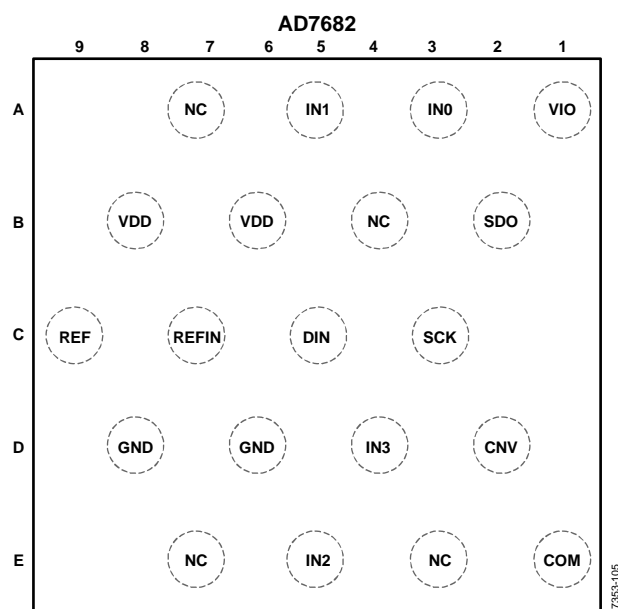 AD7682
9 8 7 6 5 4 3 2 1
A NC IN1 IN0 VIO
B VDD VDD NC SDO
C REF REFIN DIN SCK
D GND GND IN3 CNV
E NC IN2 NC COM
7353-105